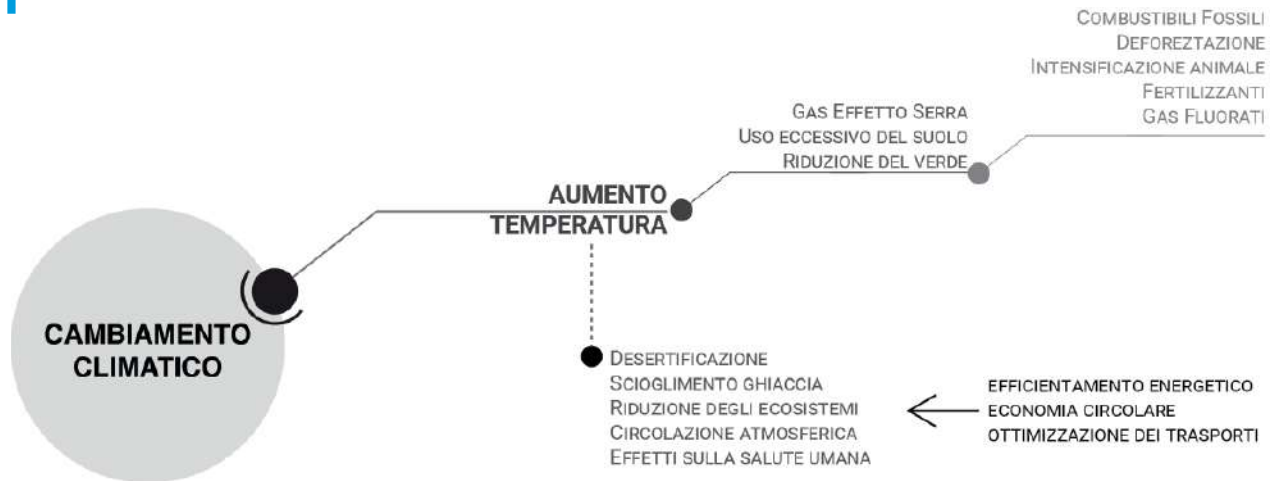 COMBUSTIBILI FOSSILI
DEFOREZTAZIONE
INTENSIFICAZIONE ANIMALE
FERTILIZZANTI
GAS FLUORATI
GAS EFFETTO SERRA
USO ECCESSIVO DEL SUOLO
RIDUZIONE DEL VERDE
AUMENTO
TEMPERATURA
CAMBIAMENTO
CLIMATICO
DESERTIFICAZIONE
SCIOGLIMENTO GHIACCIA
RIDUZIONE DEGLI ECOSISTEMI
CIRCOLAZIONE ATMOSFERICA
EFFETTI SULLA SALUTE UMANA
EFFICIENTAMENTO ENERGETICO
ECONOMIA CIRCOLARE
OTTIMIZZAZIONE DEI TRASPORTI